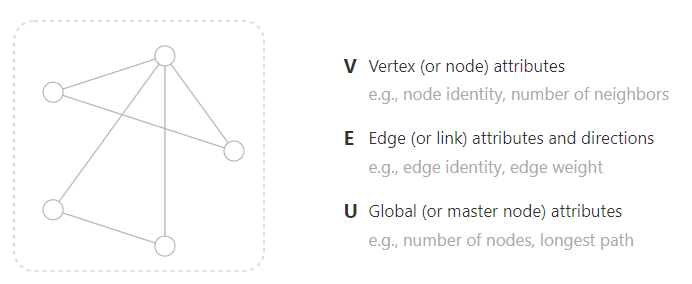 V Vertex (or node) attributes
e.g., node identity, number of neighbors
E Edge (or link) attributes and directions
e.g., edge identity, edge weight
U Global (or master node) attributes
e.g., number of nodes, longest path